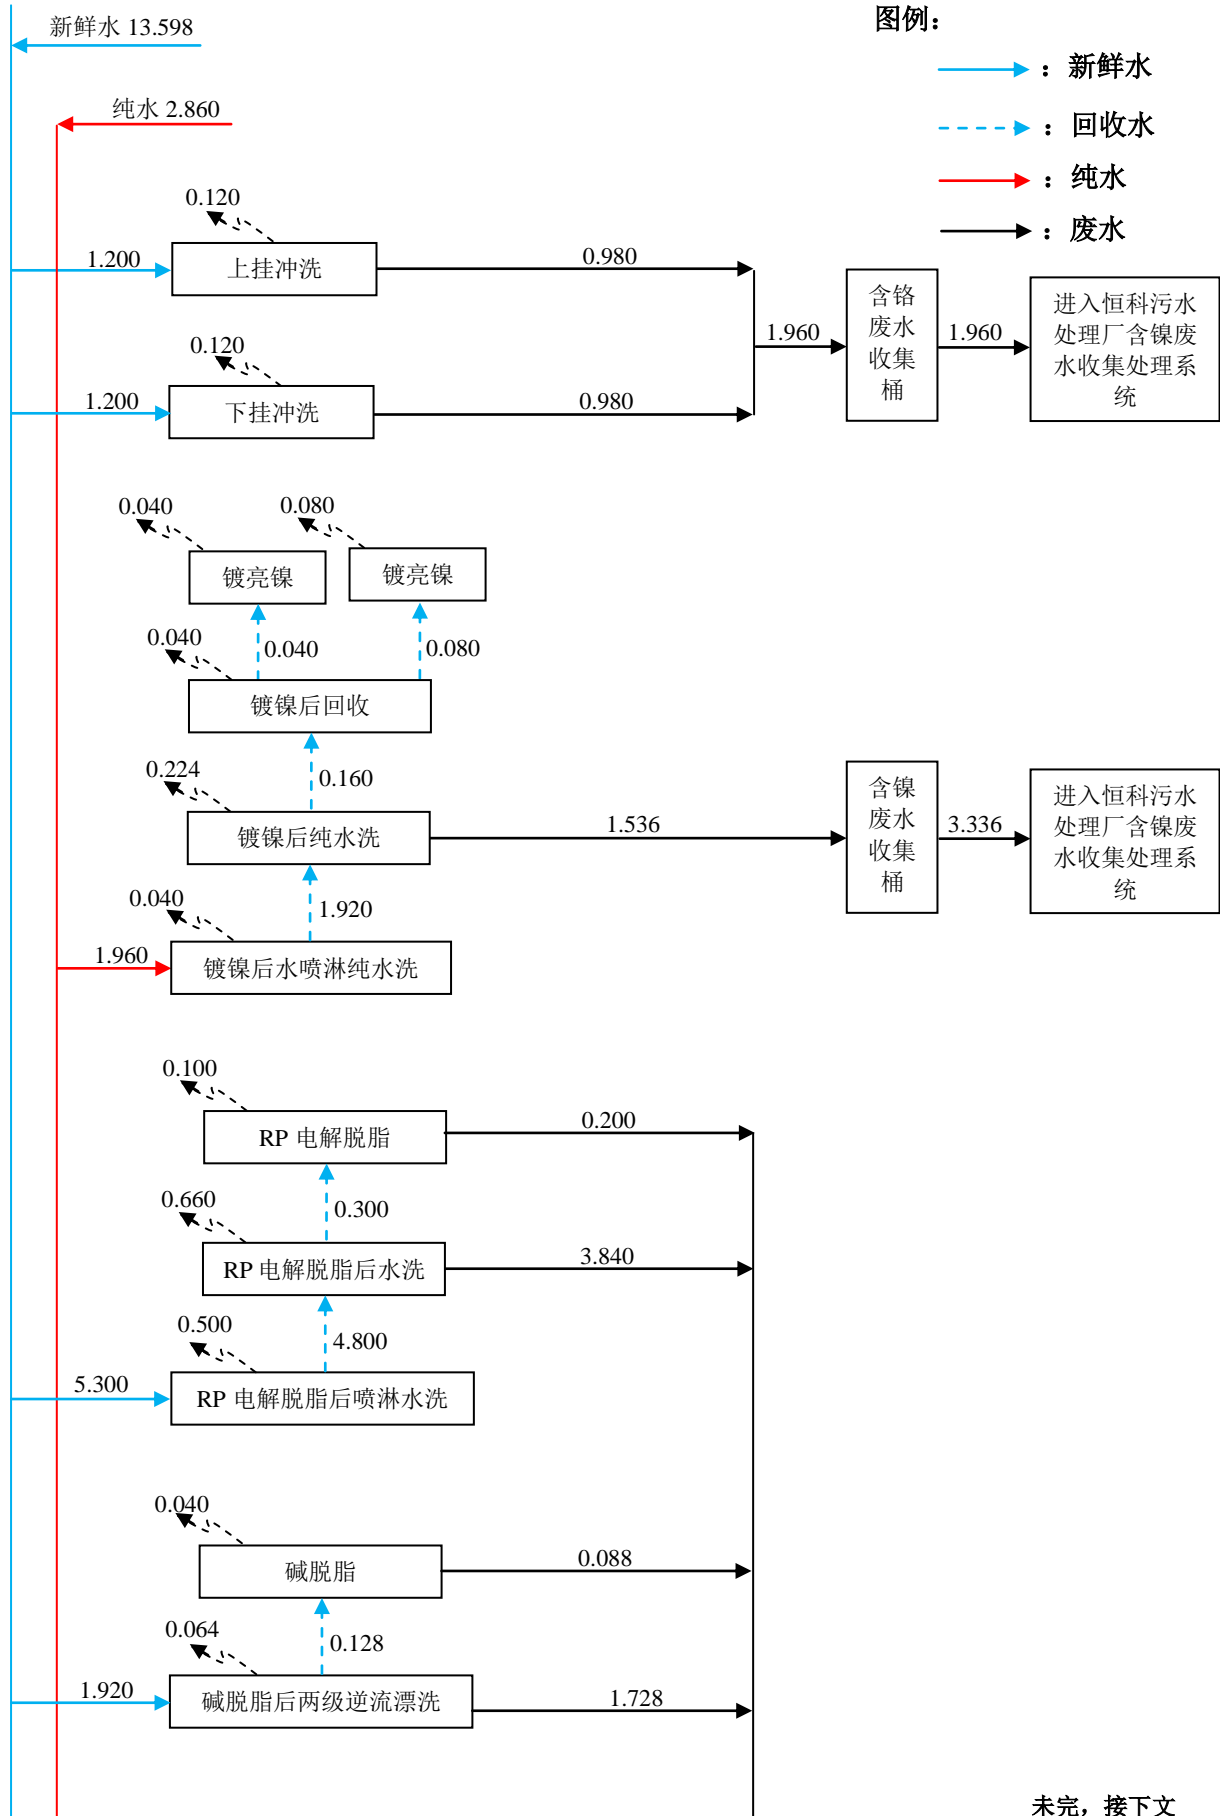 新鲜水 13.598
图例：
：新鲜水
纯水 2.860
：回收水
：纯水
：废水
0.120
1.200
上挂冲洗
0.980
0.120
1.200
下挂冲洗
0.980
1.960
含铬
废水
收集
桶
1.960
进入恒科污水
处理厂含镍废
水收集处理系
统
0.040
0.080
镀亮镍
镀亮镍
0.040
0.040
0.080
镀镍后回收
0.160
0.224
镀镍后纯水洗
1.536
含镍
废水
收集
桶
3.336
进入恒科污水
处理厂含镍废
水收集处理系
统
0.040
1.920
1.960
镀镍后水喷淋纯水洗
0.100
RP 电解脱脂
0.200
0.660
0.300
RP 电解脱脂后水洗
3.840
0.500
4.800
5.300
RP 电解脱脂后喷淋水洗
0.040
碱脱脂
0.088
0.064
0.128
1.920
碱脱脂后两级逆流漂洗
1.728
未完，接下文